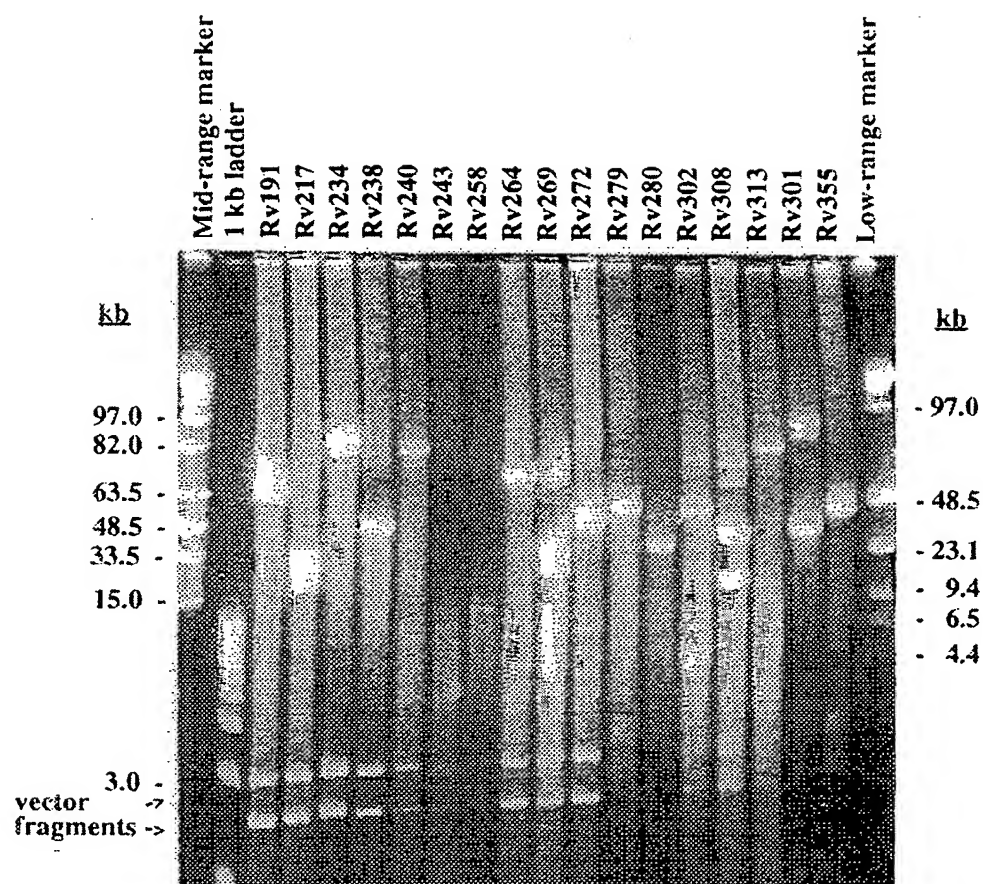 Mid-range marker
1 kb ladder
Rv191
Rv217
Rv234
Rv238
Rv240
Rv243
Rv258
Rv264
Rv269
Rv272
Rv279
Rv280
Rv302
Rv308
Rv313
Rv301
Rv355
Low-range marker
kb
97.0 -
82.0 -
63.5 -
48.5 -
33.5 -
15.0 -
3.0 -
vector ->
fragments ->
kb
- 97.0
- 48.5
- 23.1
- 9.4
- 6.5
- 4.4